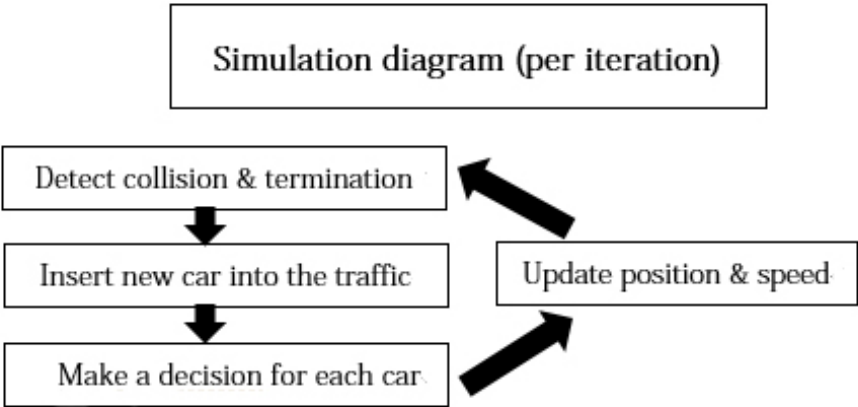 Simulation diagram (per iteration)
Detect collision & termination
Insert new car into the traffic
Make a decision for each car
Update position & speed